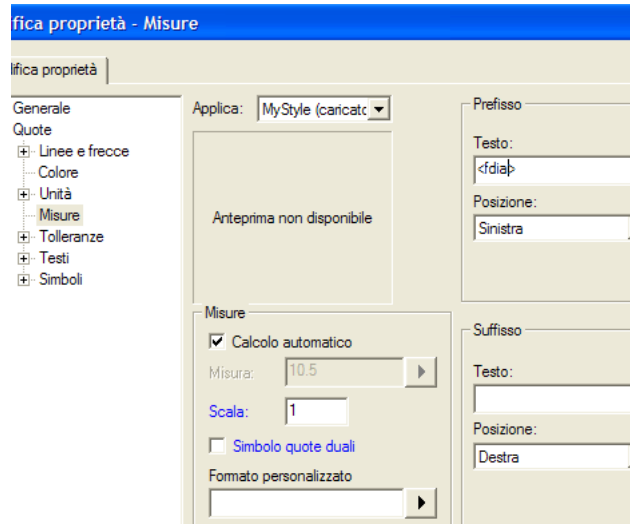 fica proprietà - Misure
lifica proprietà
Generale
Quote
Linee e frecce
Colore
Unità
Misure
Tolleranze
Testi
Simboli
Applica: MyStyle (caricatc
Anteprima non disponibile
Misure
Calcolo automatico
Misura: 10.5
Scala: 1
Simbolo quote duali
Formato personalizzato
Prefisso
Testo:
<fdia>
Posizione:
Sinistra
Suffisso
Testo:
Posizione:
Destra